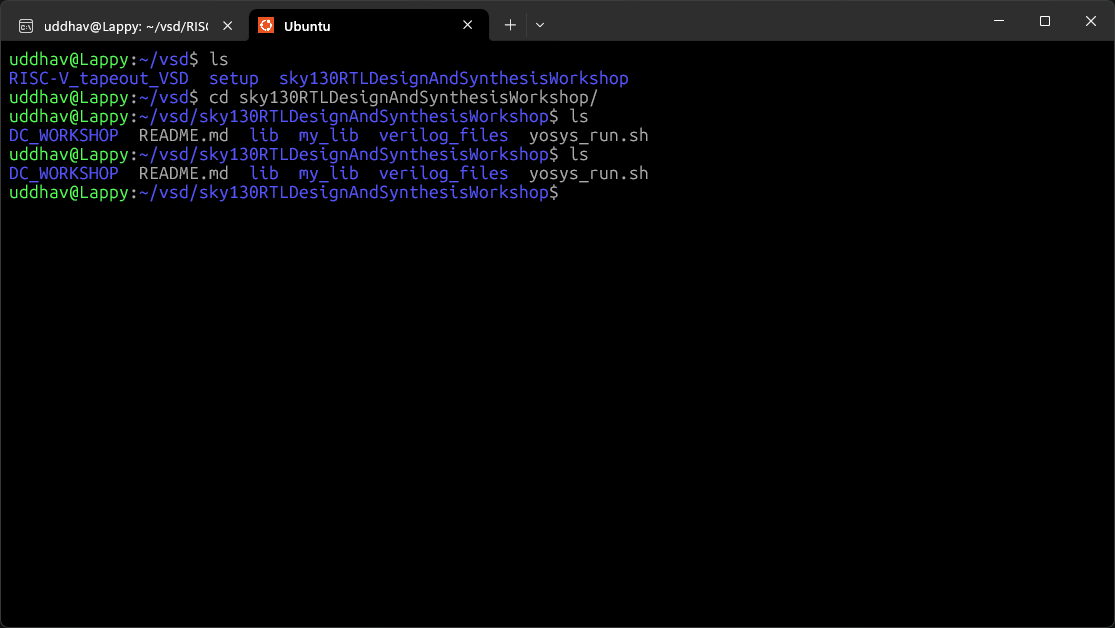 uddhav@Lappy: ~/vsd/RISC
Ubuntu
uddhav@Lappy:~/vsd$ ls
RISC-V_tapeout_VSD  setup  sky130RTLDesignAndSynthesisWorkshop
uddhav@Lappy:~/vsd$ cd sky130RTLDesignAndSynthesisWorkshop/
uddhav@Lappy:~/vsd/sky130RTLDesignAndSynthesisWorkshop$ ls
DC_WORKSHOP  README.md  lib  my_lib  verilog_files  yosys_run.sh
uddhav@Lappy:~/vsd/sky130RTLDesignAndSynthesisWorkshop$ ls
DC_WORKSHOP  README.md  lib  my_lib  verilog_files  yosys_run.sh
uddhav@Lappy:~/vsd/sky130RTLDesignAndSynthesisWorkshop$